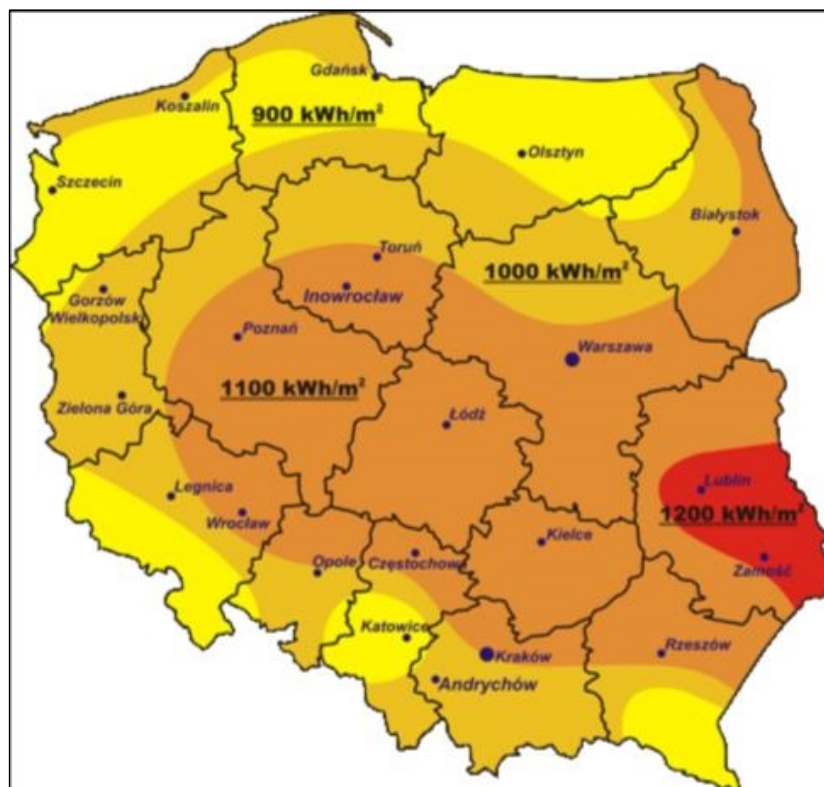 Gdańsk
Koszalin
900 kWh/m²
Olsztyn
Szczecin
Białystok
Toruń
1000 kWh/m²
Gorzów
Wielkopolski
Inowrocław
Poznań
Warszawa
1100 kWh/m²
Zielona Góra
Łódź
Legnica
Lublin
Wrocław
1200 kWh/m²
Kielce
Opole
Częstochowa
Zamość
Katowice
Kraków
Rzeszów
Andrychów